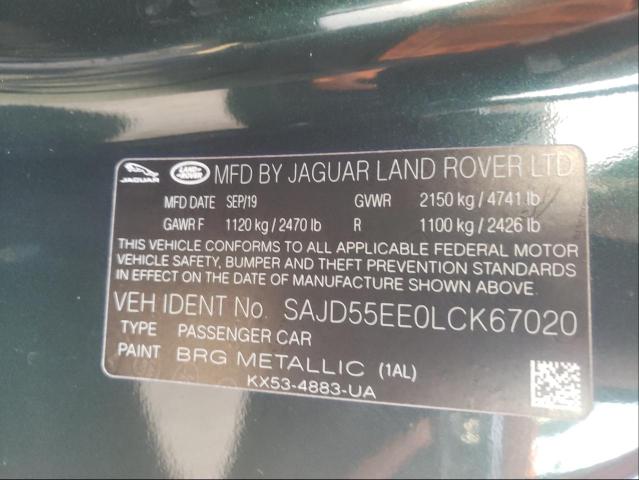 JAGUAR LAND ROVER MFD BY JAGUAR LAND ROVER LTD
MFD DATE SEP/19 GVWR 2150 kg / 4741 lb
GAWR F 1120 kg / 2470 lb R 1100 kg / 2426 lb
THIS VEHICLE CONFORMS TO ALL APPLICABLE FEDERAL MOTOR
VEHICLE SAFETY, BUMPER AND THEFT PREVENTION STANDARDS
IN EFFECT ON THE DATE OF MANUFACTURE SHOWN ABOVE.
VEH IDENT No. SAJD55EE0LCK67020
TYPE PASSENGER CAR
PAINT BRG METALLIC (1AL)
KX53-4883-UA